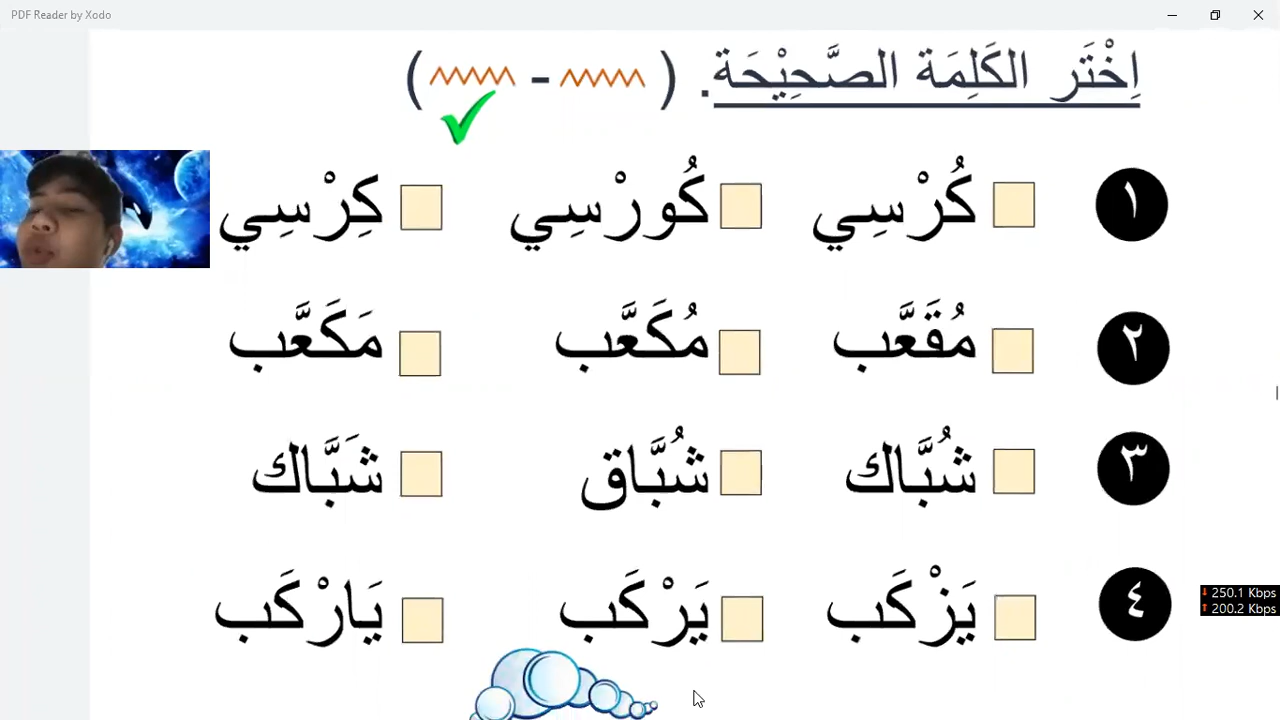 PDF Reader by Xodo
اِخْتَر الكَلِمَة الصَّحِيْحَة. ( - )
١ كُرْسِي كُورْسِي كِرْسِي
٢ مُقَعَّب مُكَعَّب مَكَعَّب
٣ شُبَّاك شُبَّاق شَبَّاك
٤ يَزْكَب يَرْكَب يَارْكَب
250.1 Kbps
200.2 Kbps